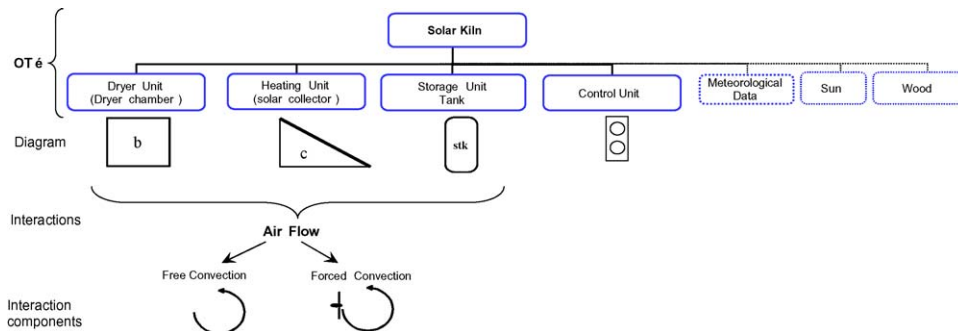 Solar Kiln
OT é
Dryer Unit
(Dryer chamber )
Heating Unit
(solar collector )
Storage Unit
Tank
Control Unit
Meteorological
Data
Sun
Wood
Diagram
b
c
stk
Interactions
Air Flow
Free Convection
Forced Convection
Interaction
components